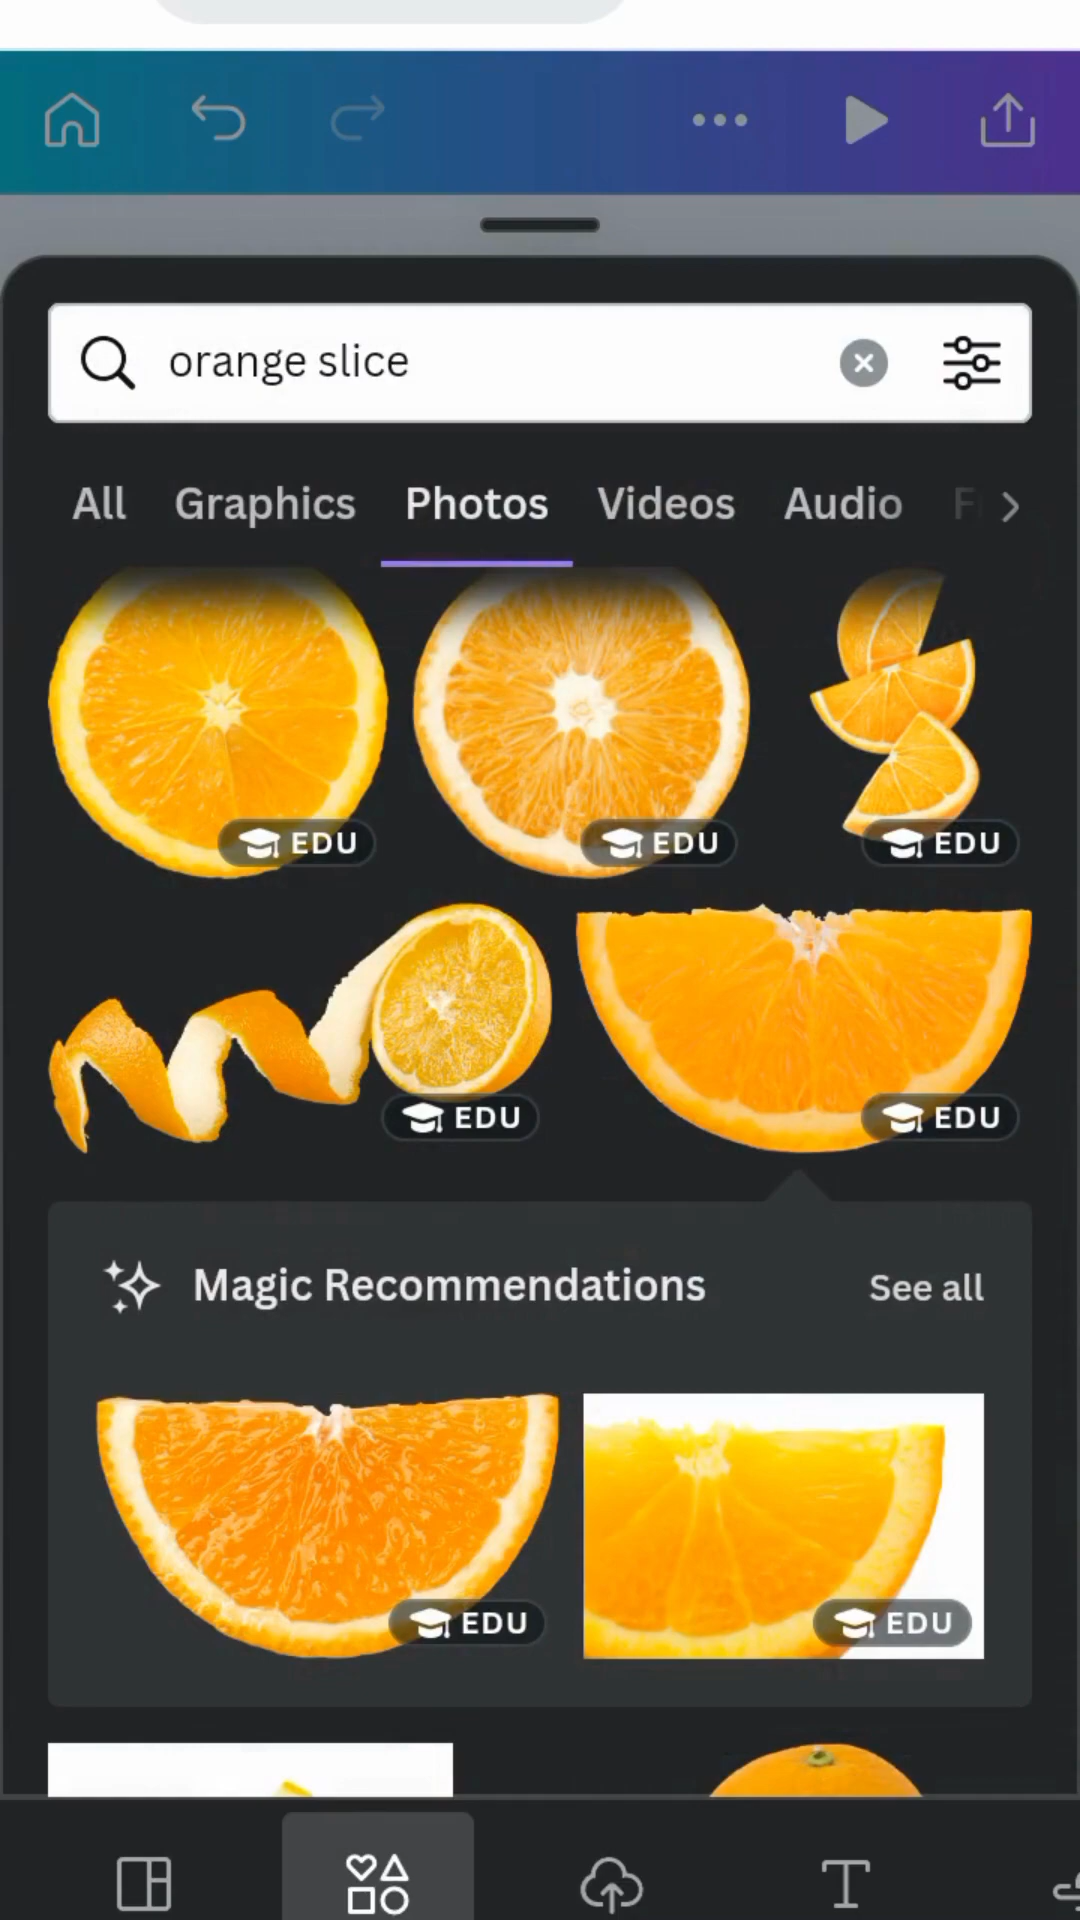 orange slice
All Graphics Photos Videos Audio
EDU EDU EDU
EDU EDU
Magic Recommendations See all
EDU EDU